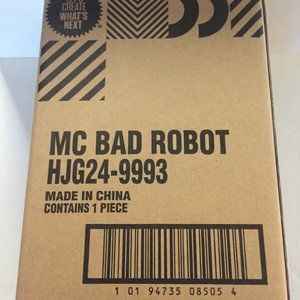 CREATE
WHAT'S
NEXT
MC BAD ROBOT
HJG24-9993
MADE IN CHINA
CONTAINS 1 PIECE
1 01 94735 08505 4